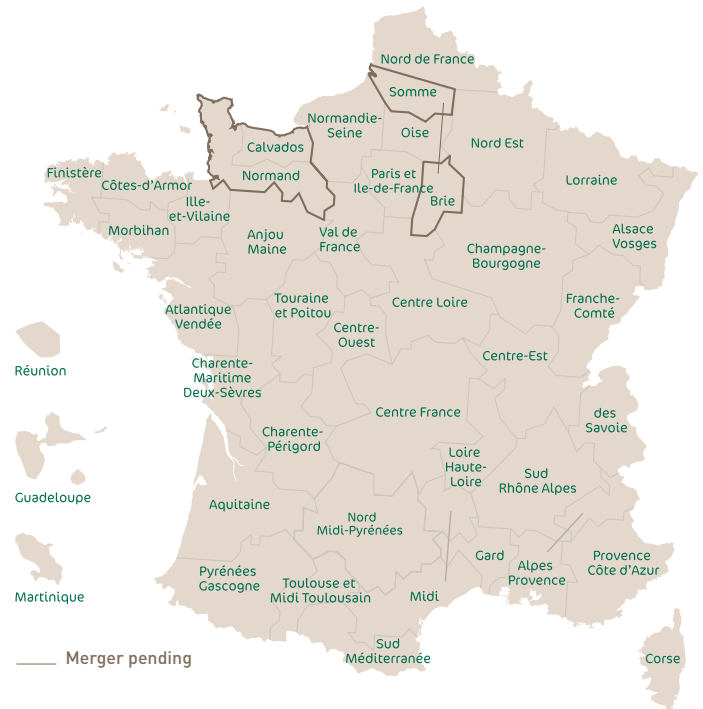 Nord de France
Somme
Normandie-
Seine
Oise
Nord Est
Calvados
Normand
Finistère
Côtes-d’Armor
Ille-
et-Vilaine
Paris et
Ile-de-France
Brie
Lorraine
Morbihan
Anjou
Maine
Val de
France
Champagne-
Bourgogne
Alsace
Vosges
Atlantique
Vendée
Touraine
et Poitou
Centre Loire
Franche-
Comté
Centre-
Ouest
Centre-Est
Réunion
Charente-
Maritime
Deux-Sèvres
Centre France
des
Savoie
Charente-
Périgord
Loire
Haute-
Loire
Sud
Rhône Alpes
Guadeloupe
Aquitaine
Nord
Midi-Pyrénées
Gard
Alpes
Provence
Provence
Côte d’Azur
Martinique
Pyrénées
Gascogne
Toulouse et
Midi Toulousain
Midi
Sud
Méditerranée
Corse
Merger pending